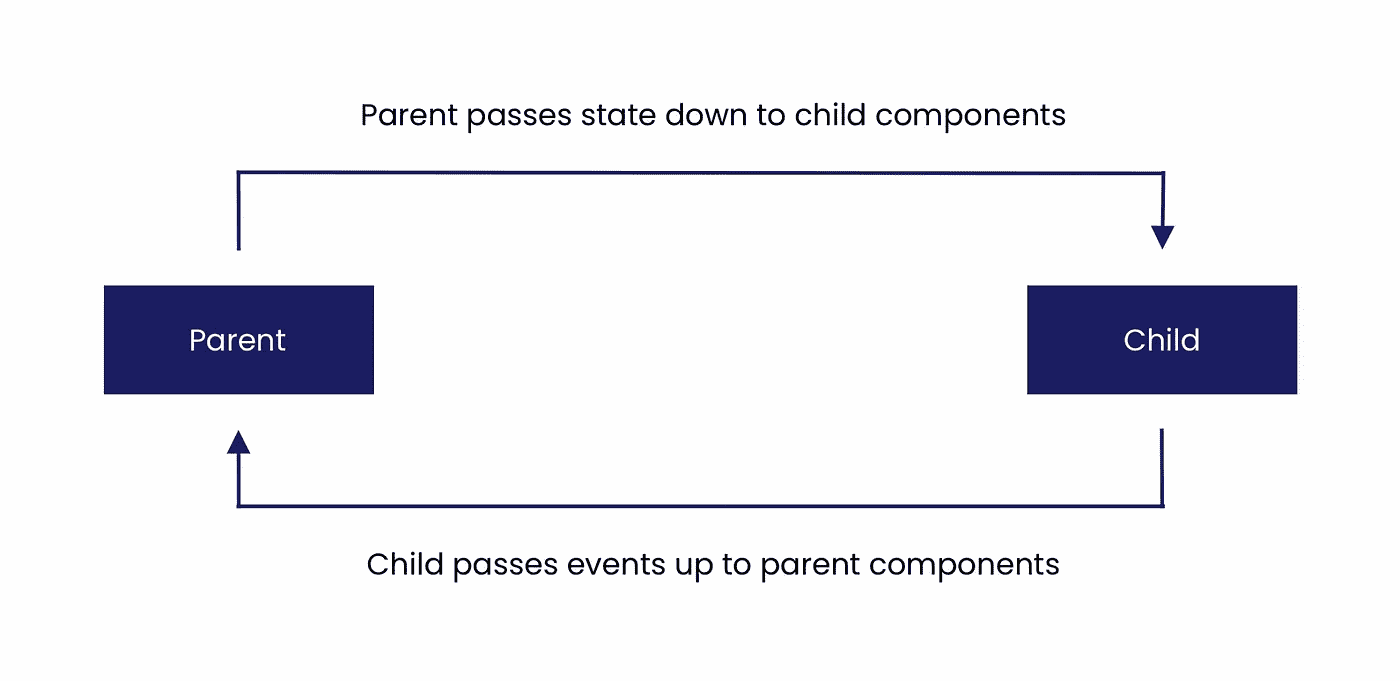 Parent passes state down to child components
Parent
Child
Child passes events up to parent components